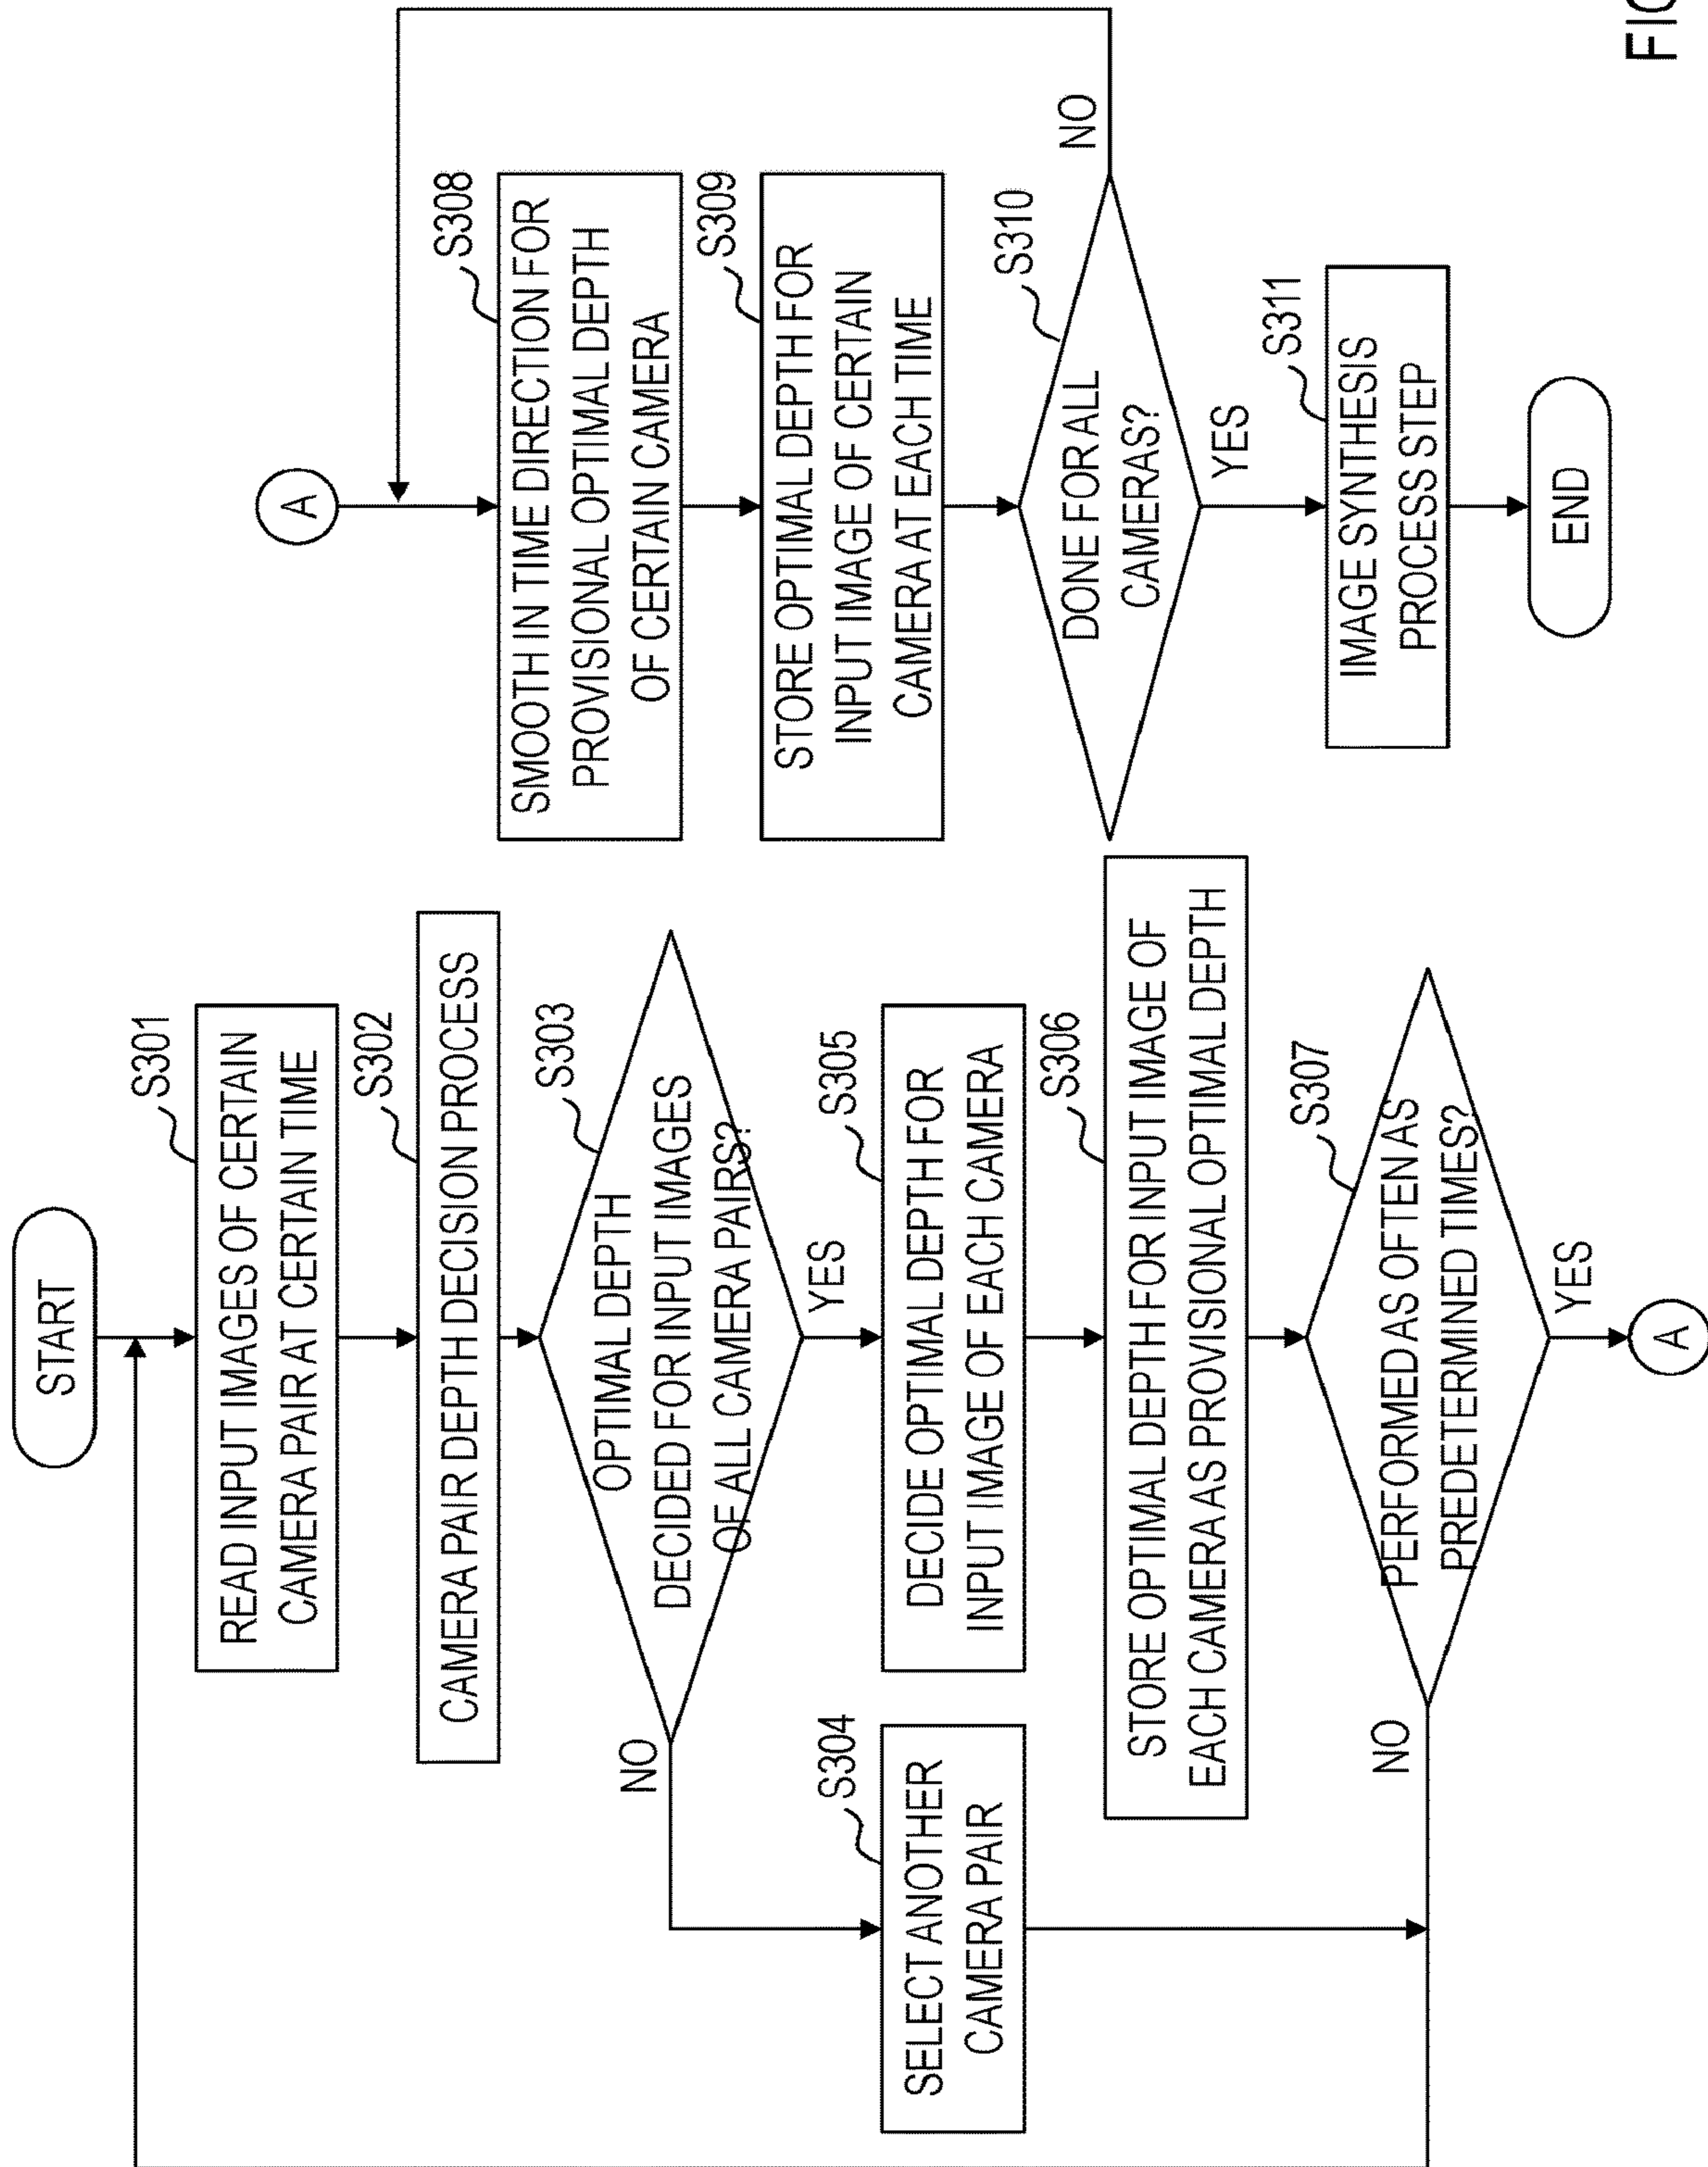 START
S301
READ INPUT IMAGES OF CERTAIN
CAMERA PAIR AT CERTAIN TIME
S302
CAMERA PAIR DEPTH DECISION PROCESS
S303
OPTIMAL DEPTH
DECIDED FOR INPUT IMAGES
OF ALL CAMERA PAIRS?
NO
YES
S304
SELECT ANOTHER
CAMERA PAIR
S305
DECIDE OPTIMAL DEPTH FOR
INPUT IMAGE OF EACH CAMERA
S306
STORE OPTIMAL DEPTH FOR INPUT IMAGE OF
EACH CAMERA AS PROVISIONAL OPTIMAL DEPTH
S307
PERFORMED AS OFTEN AS
PREDETERMINED TIMES?
NO
YES
A
A
S308
SMOOTH IN TIME DIRECTION FOR
PROVISIONAL OPTIMAL DEPTH
OF CERTAIN CAMERA
S309
STORE OPTIMAL DEPTH FOR
INPUT IMAGE OF CERTAIN
CAMERA AT EACH TIME
S310
DONE FOR ALL
CAMERAS?
NO
YES
S311
IMAGE SYNTHESIS
PROCESS STEP
END